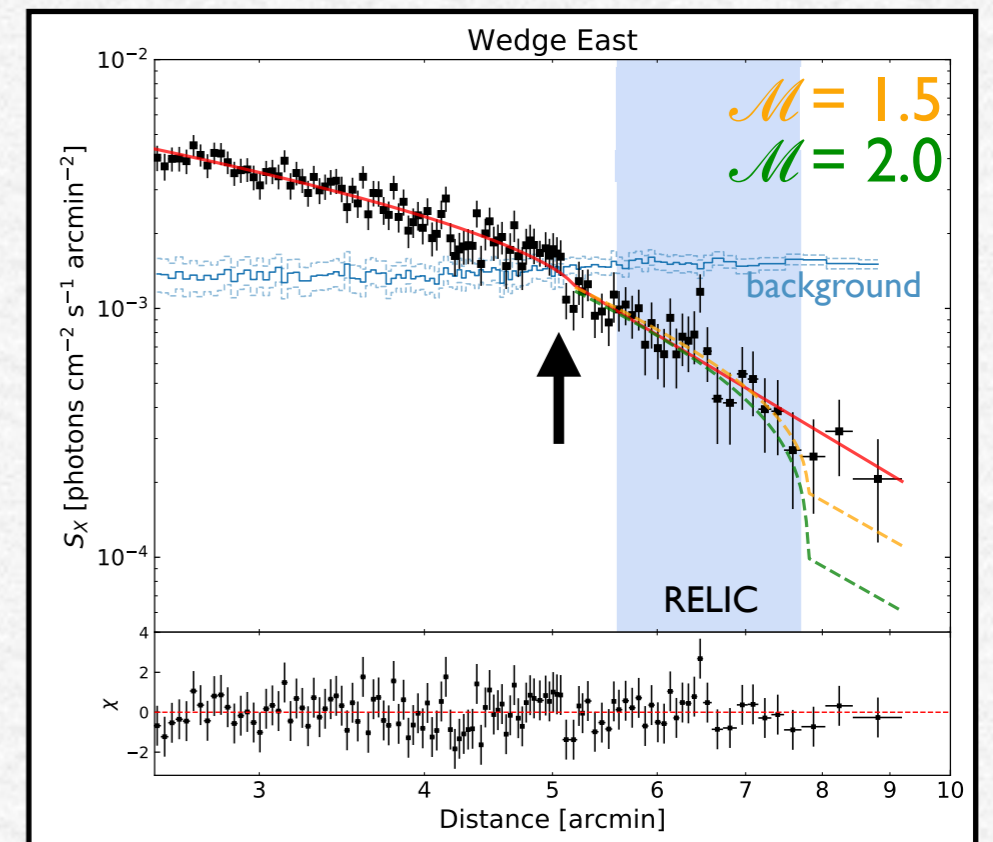 Wedge East
10⁻²
10⁻³
10⁻⁴
S_X [photons cm⁻² s⁻¹ arcmin⁻²]
ℳ = 1.5
ℳ = 2.0
background
RELIC
4
2
0
−2
χ
3 4 5 6 7 8 9 10
Distance [arcmin]